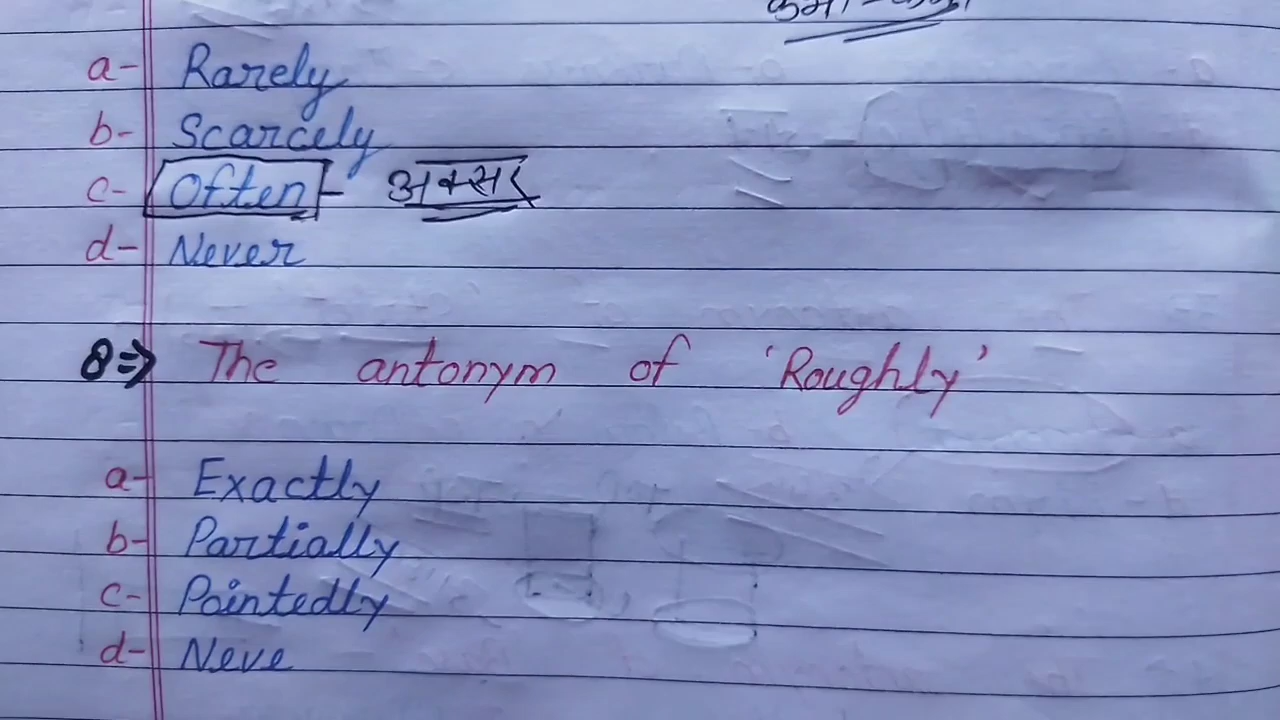 a- Rarely
b- Scarcely
c- Often - अक्सर
d- Never
8⇒ The antonym of 'Roughly'
a- Exactly
b- Partially
c- Pointedly
d- Neve